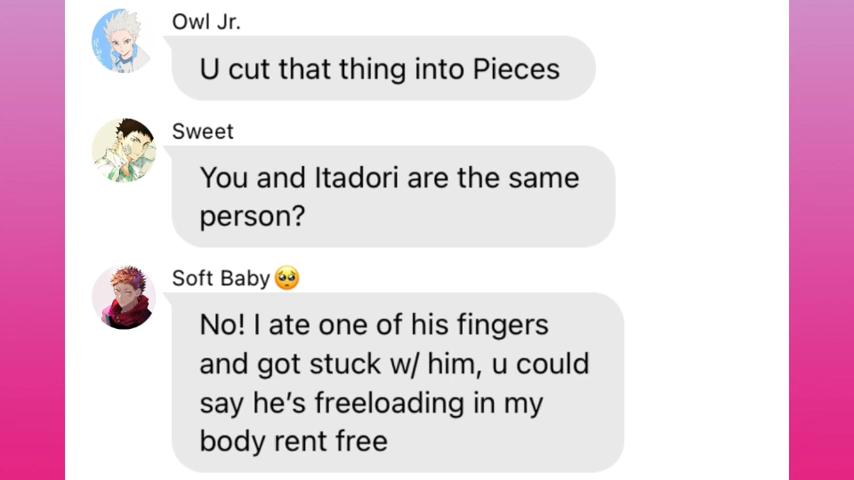 Owl Jr.
U cut that thing into Pieces
Sweet
You and Itadori are the same
person?
Soft Baby🥺
No! I ate one of his fingers
and got stuck w/ him, u could
say he's freeloading in my
body rent free